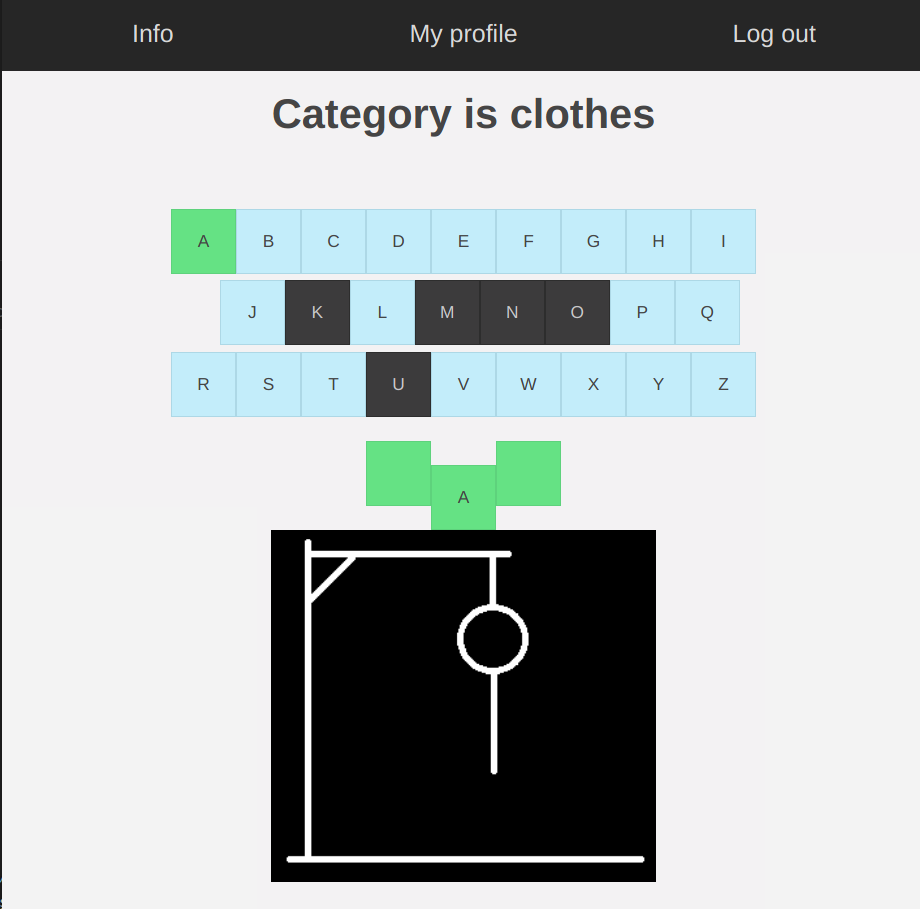 Info My profile Log out
Category is clothes
A B C D E F G H I
J K L M N O P Q
R S T U V W X Y Z
A